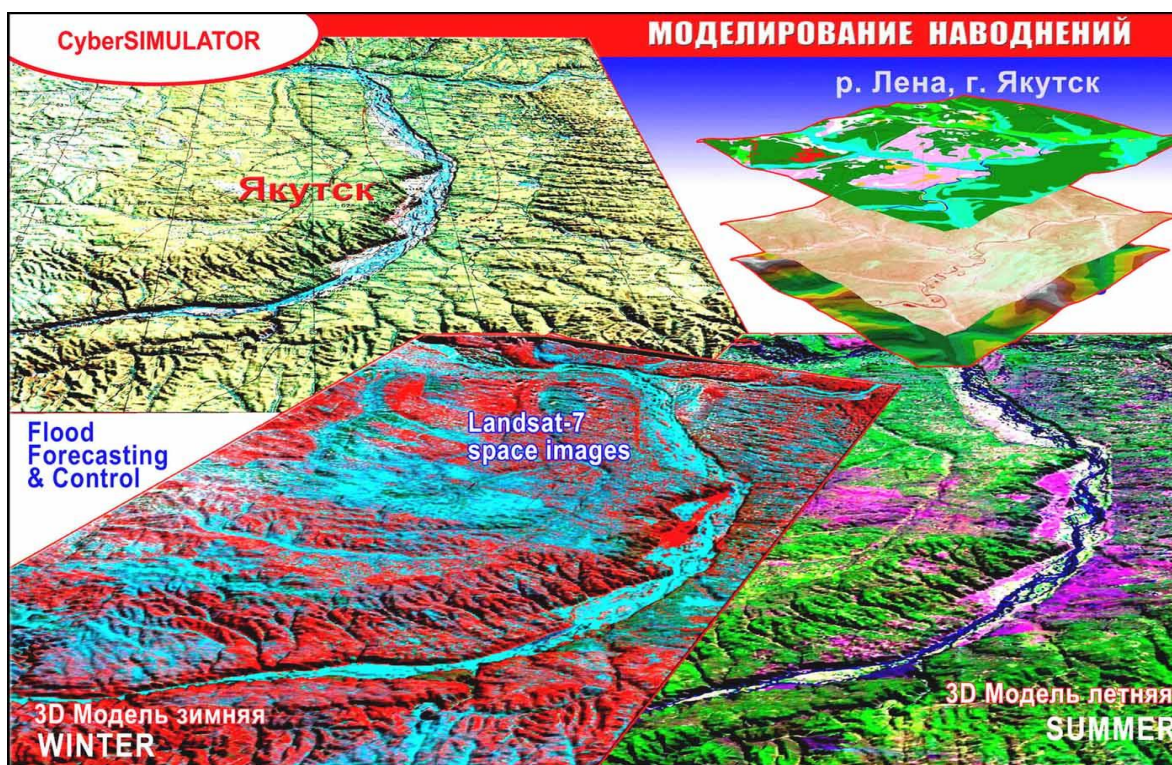 CyberSIMULATOR
МОДЕЛИРОВАНИЕ НАВОДНЕНИЙ
р. Лена, г. Якутск
Якутск
Flood
Forecasting
& Control
Landsat-7
space images
3D Модель зимняя
WINTER
3D Модель летняя
SUMMER